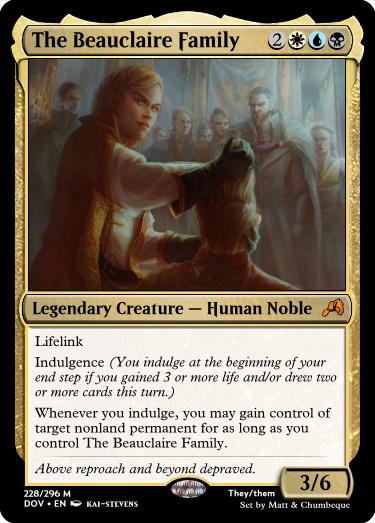 The Beauclaire Family 2
Legendary Creature — Human Noble
Lifelink
Indulgence (You indulge at the beginning of your
end step if you gained 3 or more life and/or drew two
or more cards this turn.)
Whenever you indulge, you may gain control of
target nonland permanent for as long as you
control The Beauclaire Family.
Above reproach and beyond depraved.
3/6
228/296 M
DOV • EN KAI-STEVENS
They/them
Set by Matt & Chumbeque